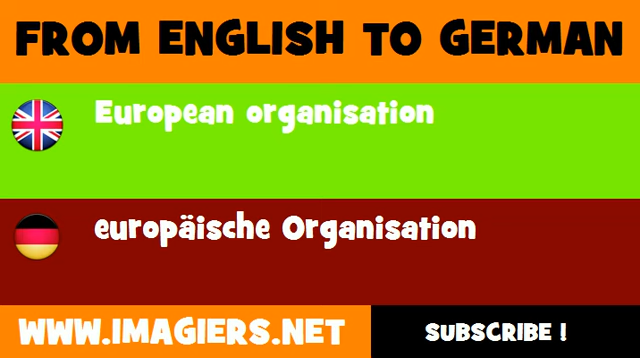 FROM ENGLISH TO GERMAN
European organisation
europäische Organisation
WWW.IMAGIERS.NET
SUBSCRIBE !